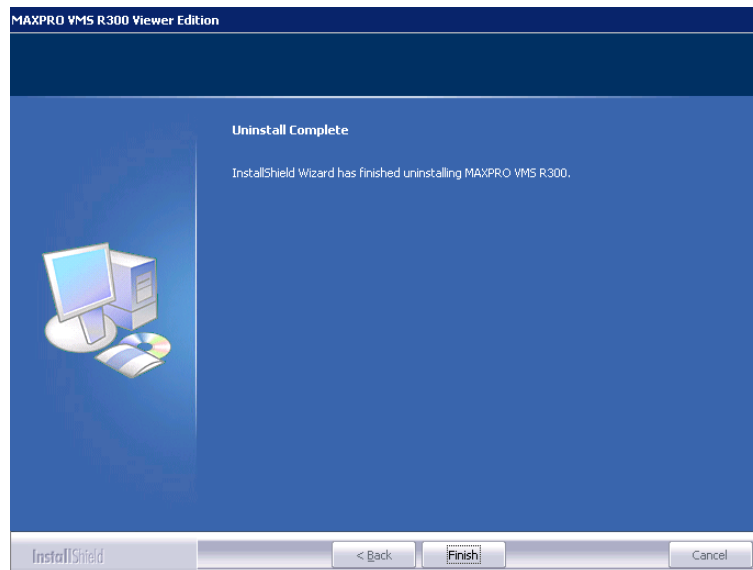 MAXPRO VMS R300 Viewer Edition
Uninstall Complete
InstallShield Wizard has finished uninstalling MAXPRO VMS R300.
InstallShield
< Back
Finish
Cancel